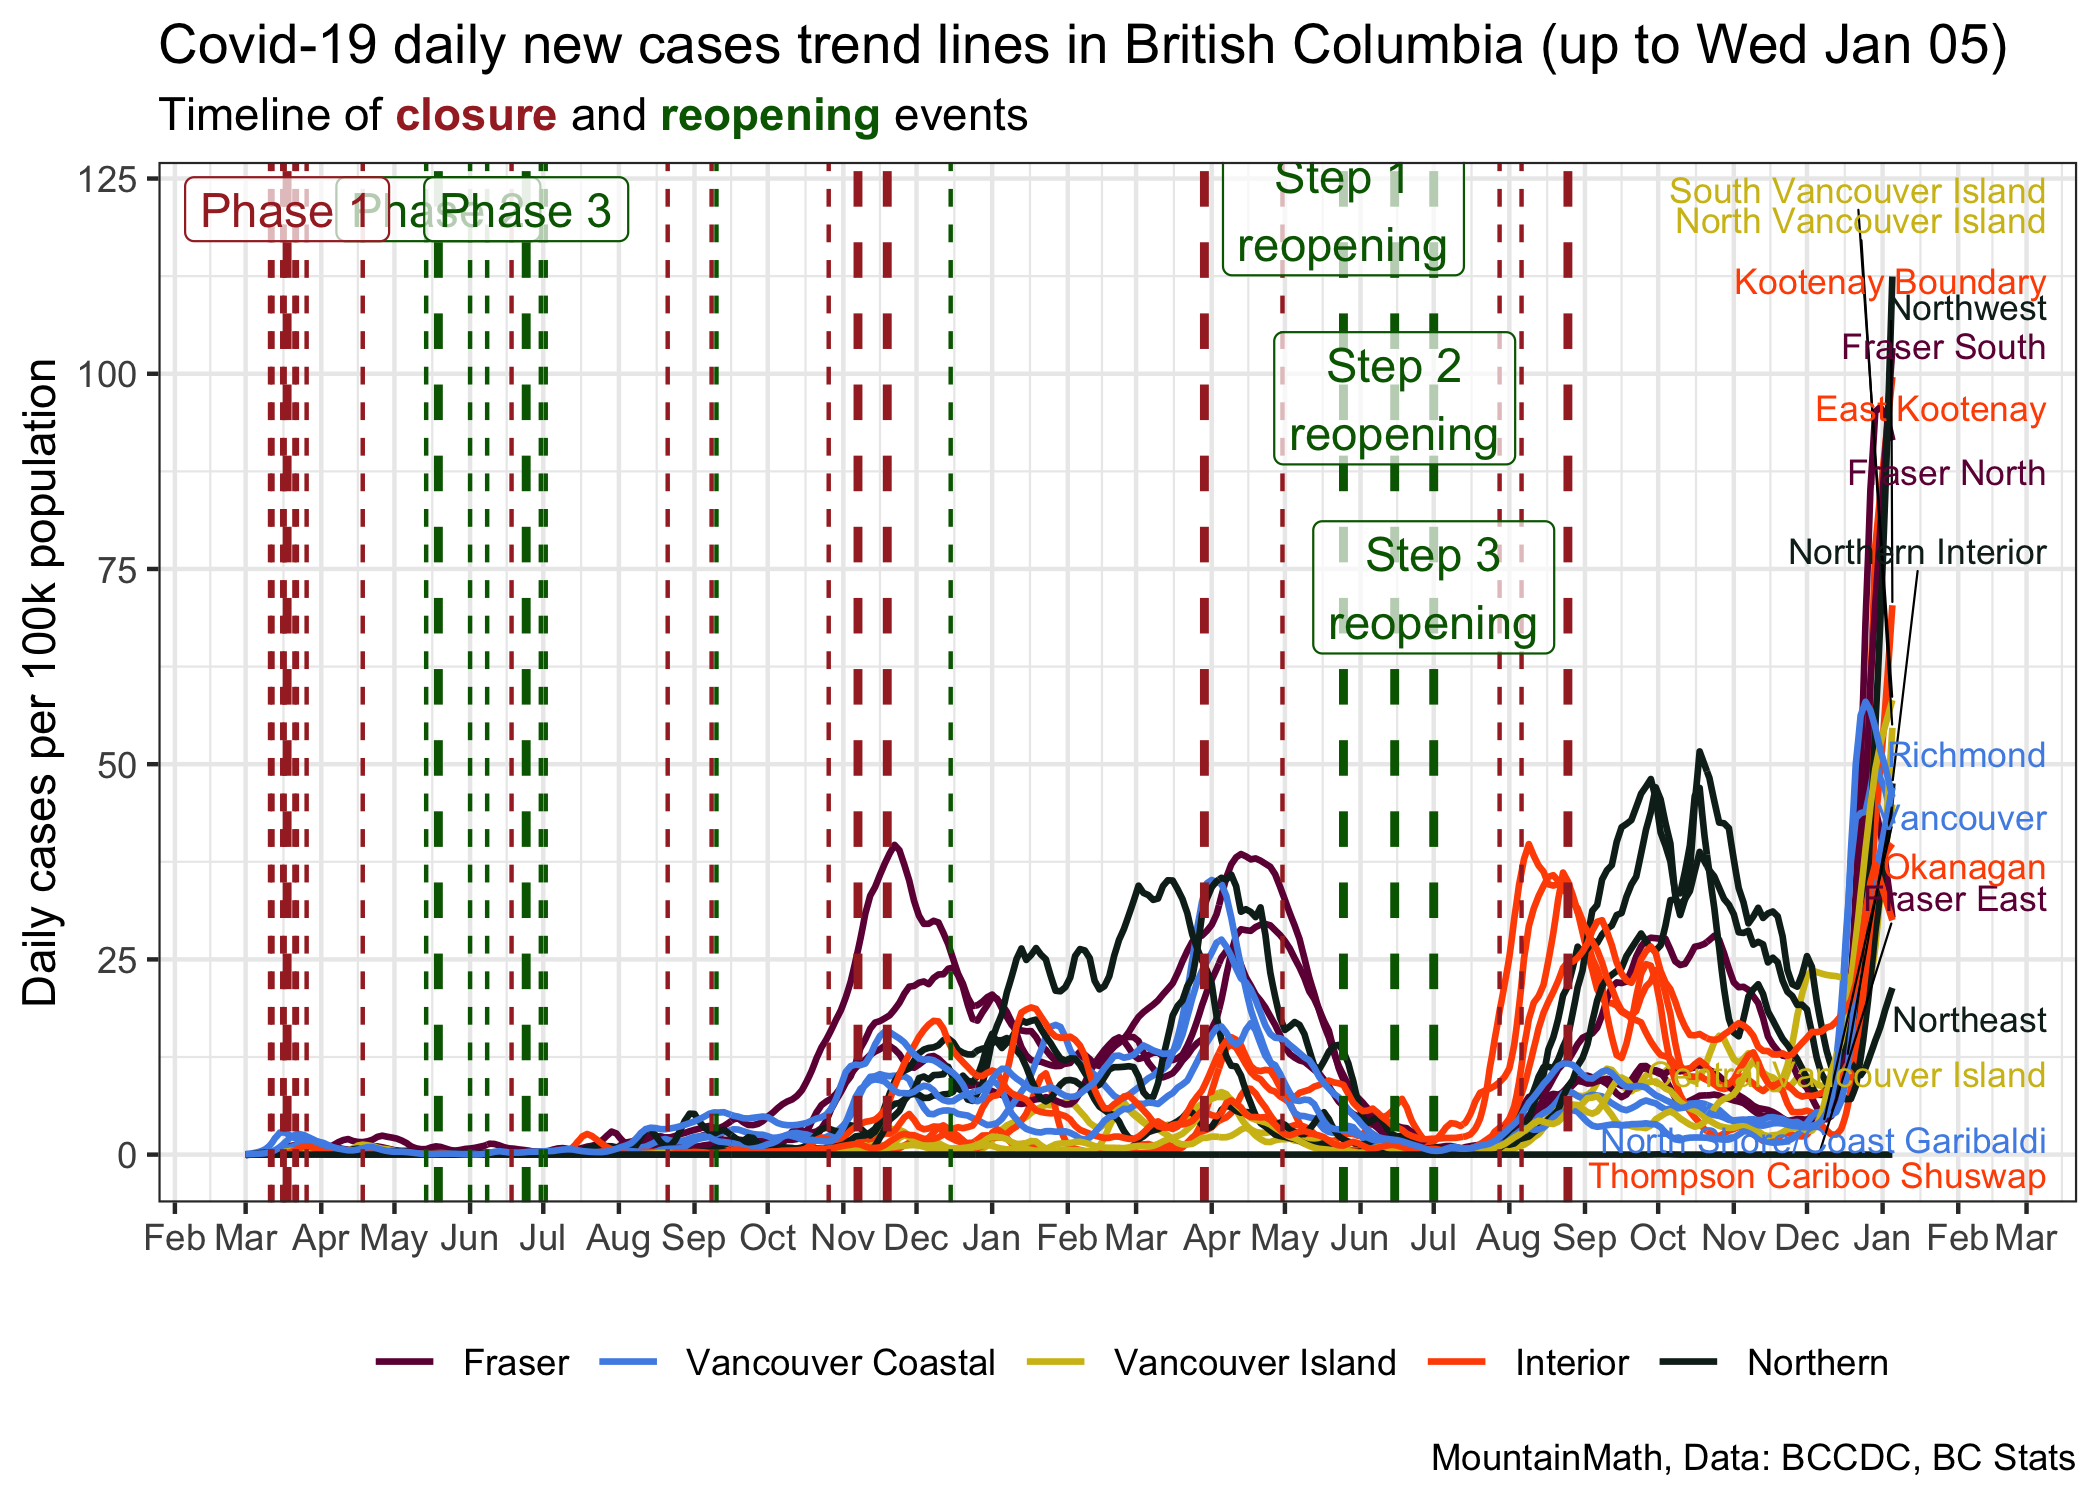 Covid-19 daily new cases trend lines in British Columbia (up to Wed Jan 05)
Timeline of closure and reopening events
Daily cases per 100k population
125
100
75
50
25
0
Phase 1
Phase 2
Phase 3
Step 1
reopening
Step 2
reopening
Step 3
reopening
South Vancouver Island
North Vancouver Island
Kootenay Boundary
Northwest
Fraser South
East Kootenay
Fraser North
Northern Interior
Richmond
Vancouver
Okanagan
Fraser East
Northeast
Central Vancouver Island
North Shore/Coast Garibaldi
Thompson Cariboo Shuswap
Feb Mar Apr May Jun Jul Aug Sep Oct Nov Dec Jan Feb Mar Apr May Jun Jul Aug Sep Oct Nov Dec Jan Feb Mar
Fraser Vancouver Coastal Vancouver Island Interior Northern
MountainMath, Data: BCCDC, BC Stats